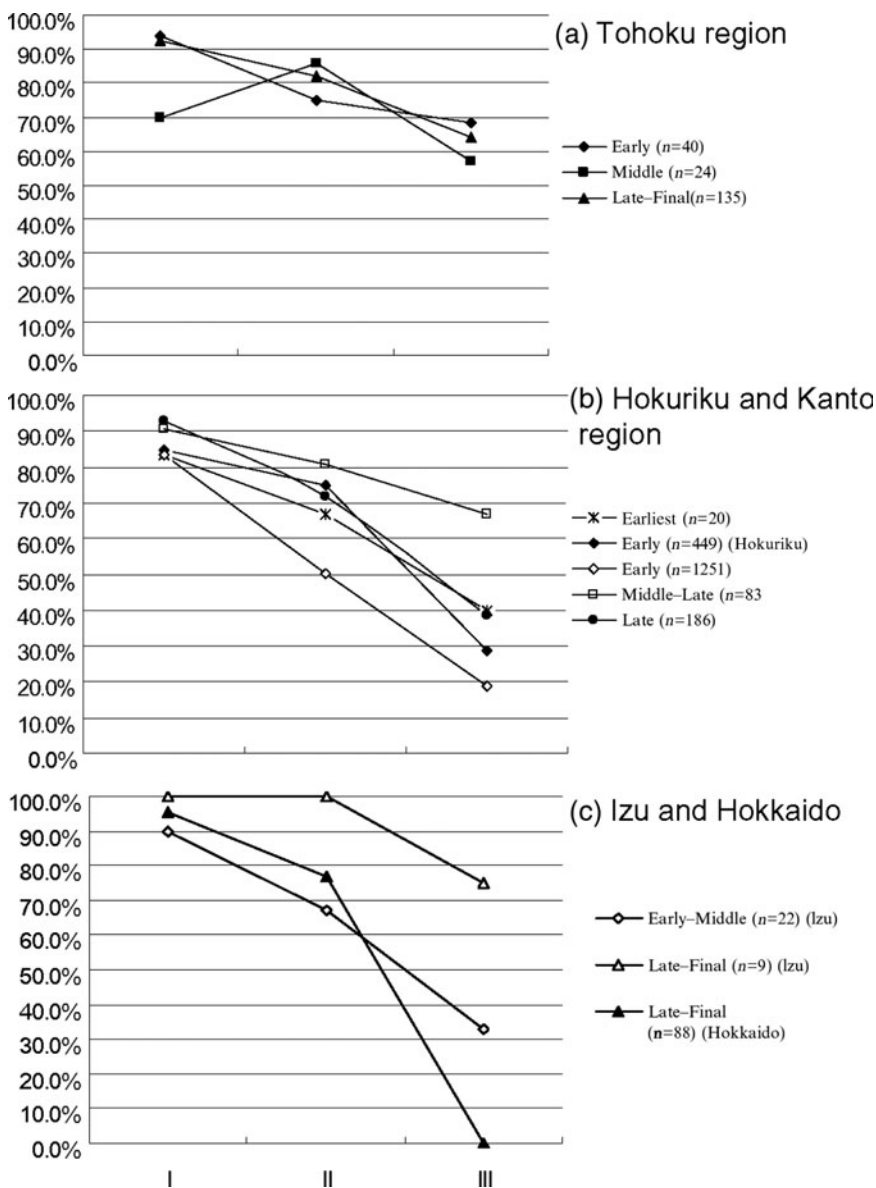 (a) Tohoku region
100.0%
90.0%
80.0%
70.0%
60.0%
50.0%
40.0%
30.0%
20.0%
10.0%
0.0%
Early (n=40)
Middle (n=24)
Late–Final(n=135)
(b) Hokuriku and Kanto
region
100.0%
90.0%
80.0%
70.0%
60.0%
50.0%
40.0%
30.0%
20.0%
10.0%
0.0%
Earliest (n=20)
Early (n=449) (Hokuriku)
Early (n=1251)
Middle–Late (n=83
Late (n=186)
(c) Izu and Hokkaido
100.0%
90.0%
80.0%
70.0%
60.0%
50.0%
40.0%
30.0%
20.0%
10.0%
0.0%
Early–Middle (n=22) (Izu)
Late–Final (n=9) (Izu)
Late–Final
(n=88) (Hokkaido)
I II III